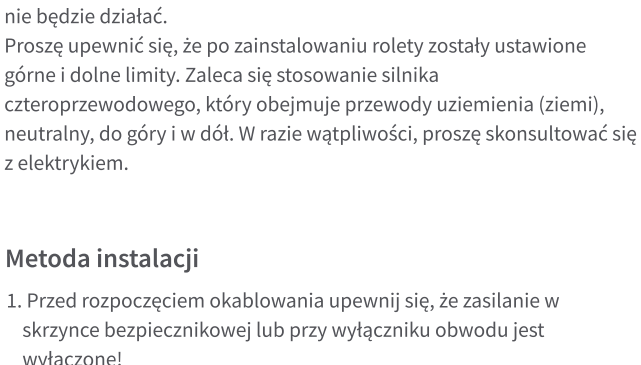 nie będzie działać.
Proszę upewnić się, że po zainstalowaniu rolety zostały ustawione
górne i dolne limity. Zaleca się stosowanie silnika
czteroprzewodowego, który obejmuje przewody uziemienia (ziemi),
neutralny, do góry i w dół. W razie wątpliwości, proszę skonsultować się
z elektrykiem.
Metoda instalacji
1. Przed rozpoczęciem okablowania upewnij się, że zasilanie w
skrzynce bezpiecznikowej lub przy wyłączniku obwodu jest
wyłączone!